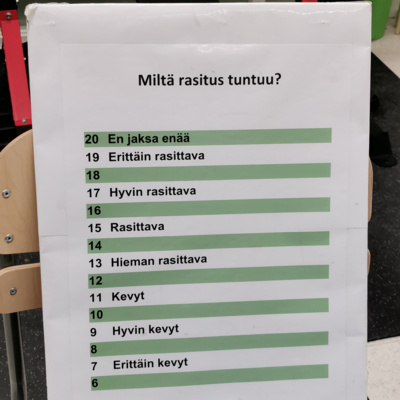 Miltä rasitus tuntuu?
20 En jaksa enää
19 Erittäin rasittava
18
17 Hyvin rasittava
16
15 Rasittava
14
13 Hieman rasittava
12
11 Kevyt
10
9 Hyvin kevyt
8
7 Erittäin kevyt
6